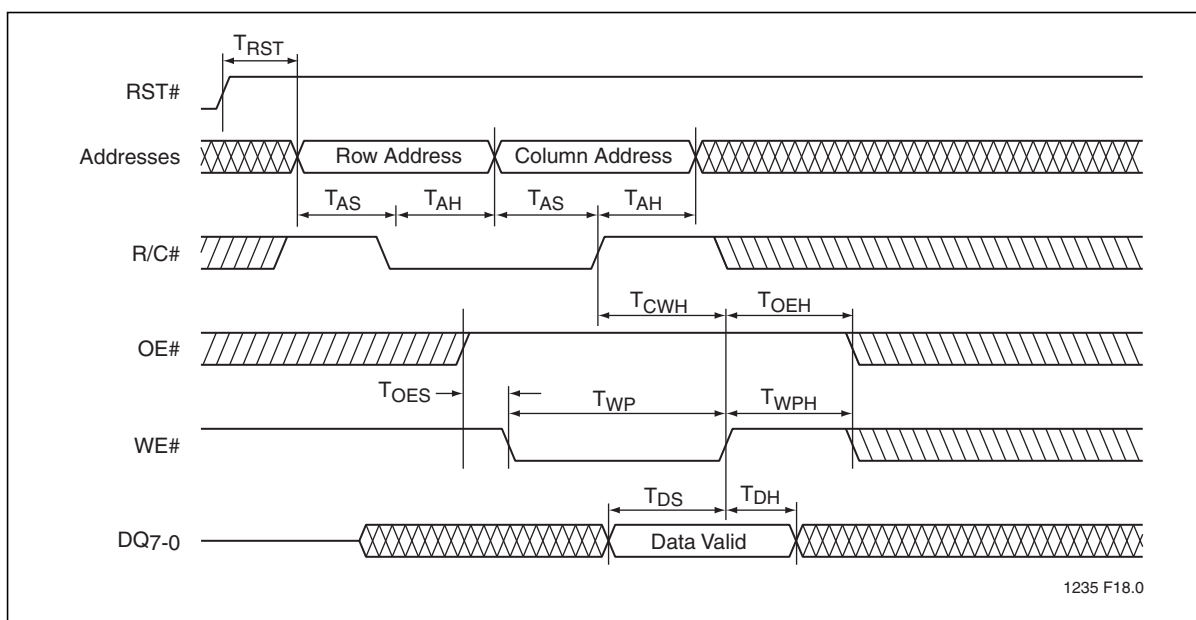 TRST
RST#
Addresses
Row Address
Column Address
TAS
TAH
TAS
TAH
R/C#
TCWH
TOEH
OE#
TOES
TWP
TWPH
WE#
TDS
TDH
DQ7-0
Data Valid
1235 F18.0